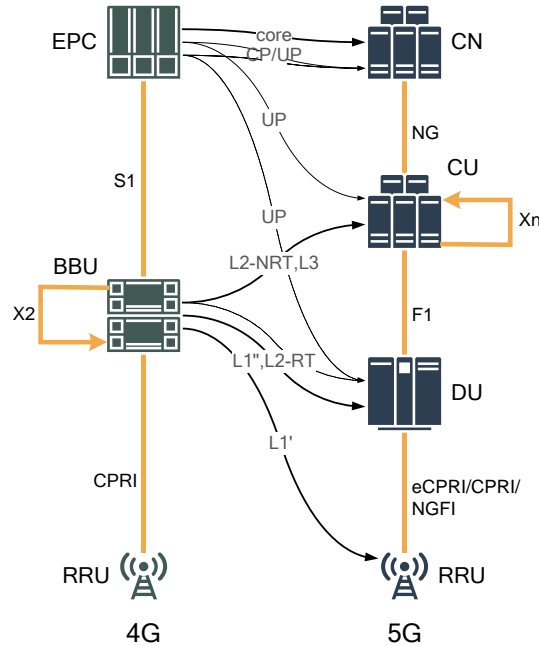 EPC
core
CP/UP
CN
UP
NG
CU
S1
Xn
UP
BBU
L2-NRT,L3
X2
F1
L1",L2-RT
DU
L1'
CPRI
eCPRI/CPRI/
NGFI
RRU
RRU
4G
5G